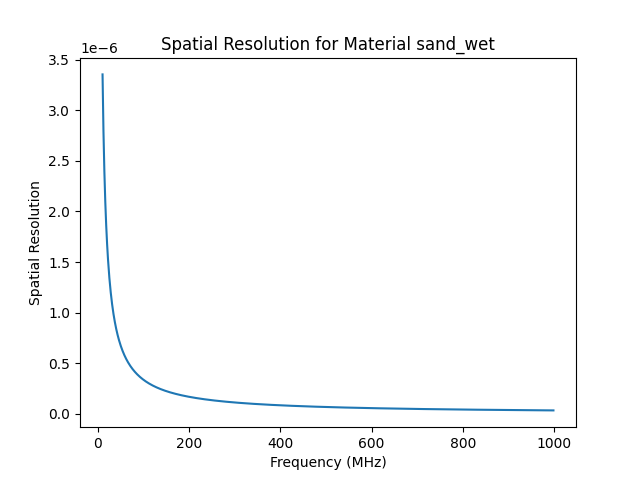 Spatial Resolution for Material sand_wet
1e−6
3.5
3.0
2.5
2.0
1.5
1.0
0.5
0.0
Spatial Resolution
0 200 400 600 800 1000
Frequency (MHz)